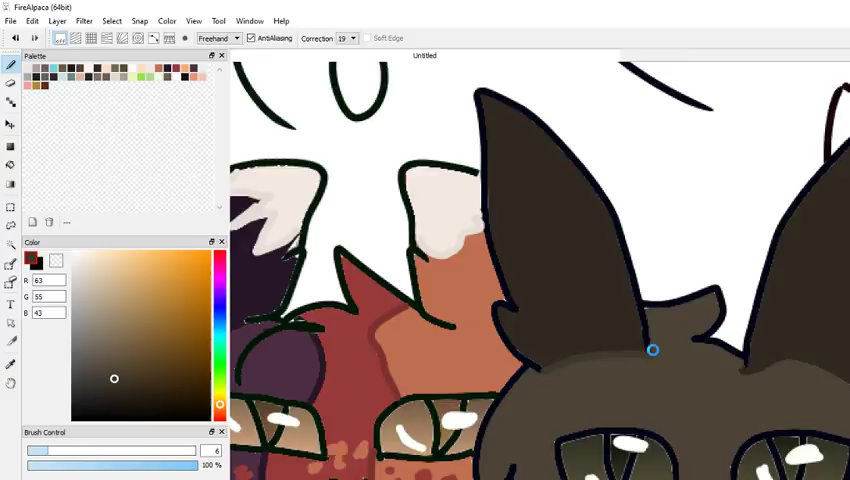 FireAlpaca (64bit)
File Edit Layer Filter Select Snap Color View Tool Window Help
off Freehand AntiAliasing Correction 19 Soft Edge
Palette
Untitled
Color
R 63
G 55
B 43
Brush Control
6
100 %